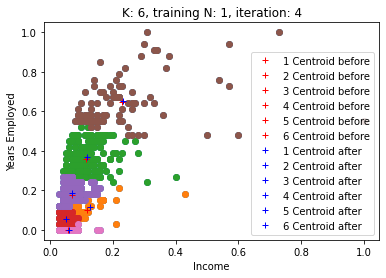 K: 6, training N: 1, iteration: 4
1.0
0.8
0.6
0.4
0.2
0.0
Years Employed
1 Centroid before
2 Centroid before
3 Centroid before
4 Centroid before
5 Centroid before
6 Centroid before
1 Centroid after
2 Centroid after
3 Centroid after
4 Centroid after
5 Centroid after
6 Centroid after
0.0 0.2 0.4 0.6 0.8 1.0
Income